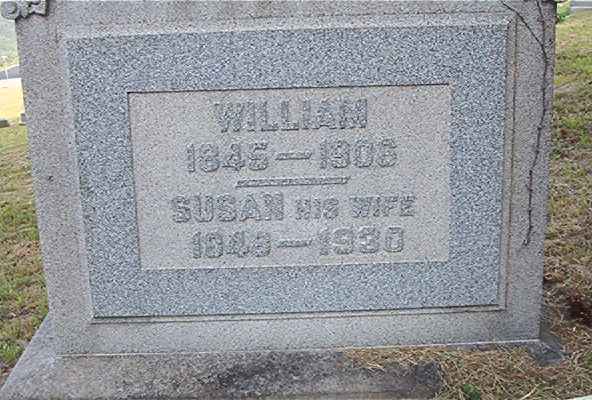 WILLIAM
1845 — 1906
SUSAN HIS WIFE
1849 — 1930